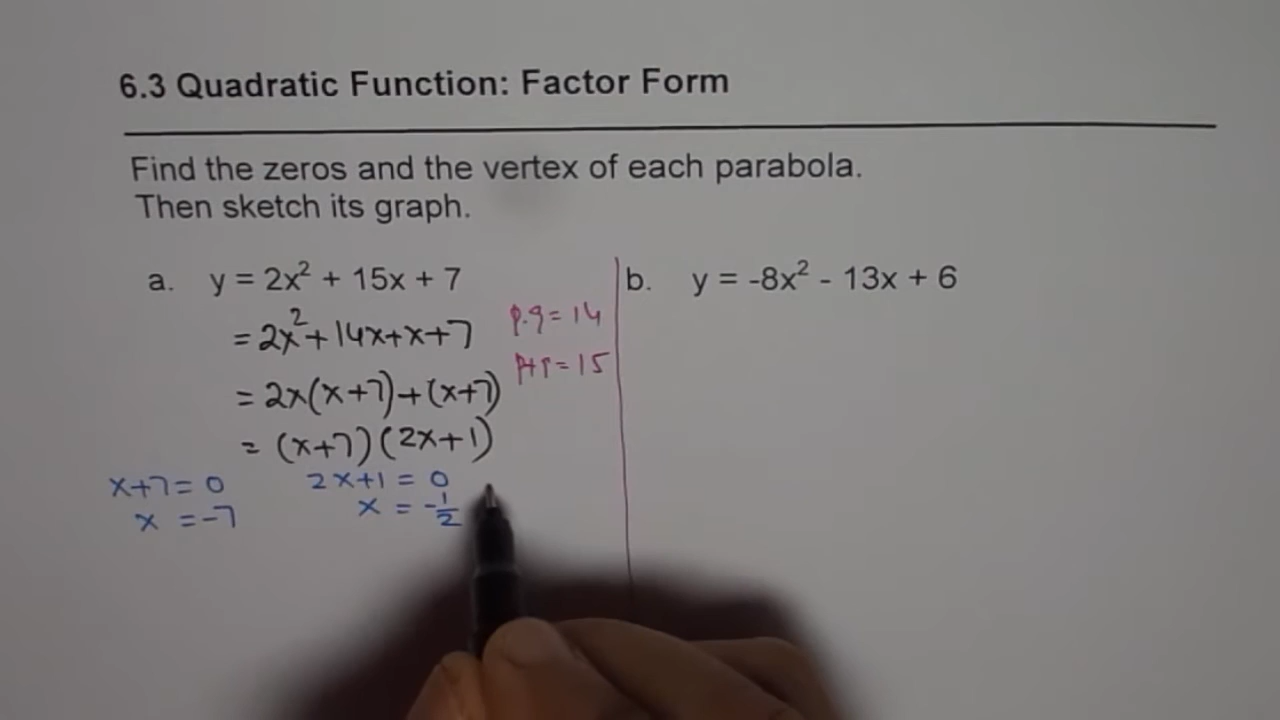 6.3 Quadratic Function: Factor Form
Find the zeros and the vertex of each parabola.
Then sketch its graph.
a. y = 2x² + 15x + 7
= 2x² + 14x + x + 7
= 2x(x+7) + (x+7)
= (x+7)(2x+1)
x+7 = 0
x = -7
2x+1 = 0
x = -1/2
p.q = 14
p+q = 15
b. y = -8x² - 13x + 6